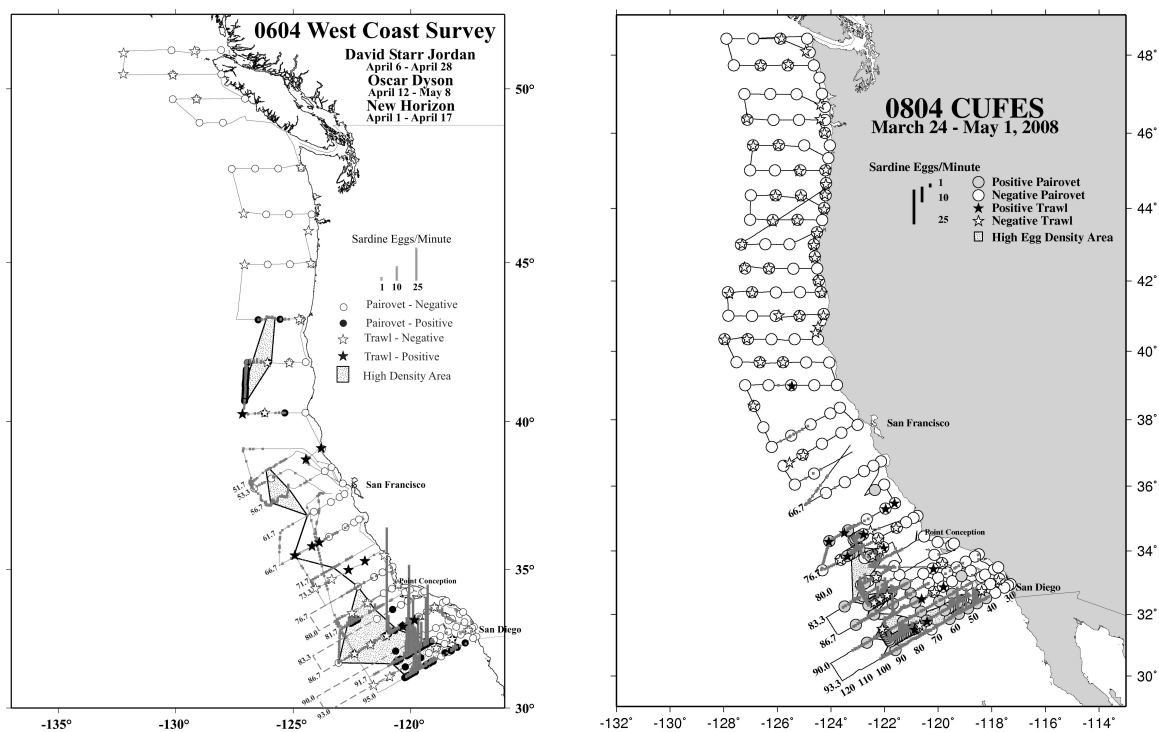 0604 West Coast Survey
David Starr Jordan
April 6 - April 28
Oscar Dyson
April 12 - May 8
New Horizon
April 1 - April 17
Sardine Eggs/Minute
1 10 25
Pairovet - Negative
Pairovet - Positive
Trawl - Negative
Trawl - Positive
High Density Area
50°
45°
40°
35°
30°
San Francisco
Point Conception
San Diego
51.7
53.3
56.7
61.7
66.7
71.7
73.3
76.7
80.0
81.7
83.3
86.7
90.0
91.7
93.0
95.0
-135° -130° -125° -120°
0804 CUFES
March 24 - May 1, 2008
Sardine Eggs/Minute
1
10
25
Positive Pairovet
Negative Pairovet
Positive Trawl
Negative Trawl
High Egg Density Area
48°
46°
44°
42°
40°
38°
36°
34°
32°
30°
San Francisco
Point Conception
San Diego
66.7
76.7
80.0
83.3
86.7
90.0
93.3
120 110 100 90 80 70 60 50 40 30
-132° -130° -128° -126° -124° -122° -120° -118° -116° -114°